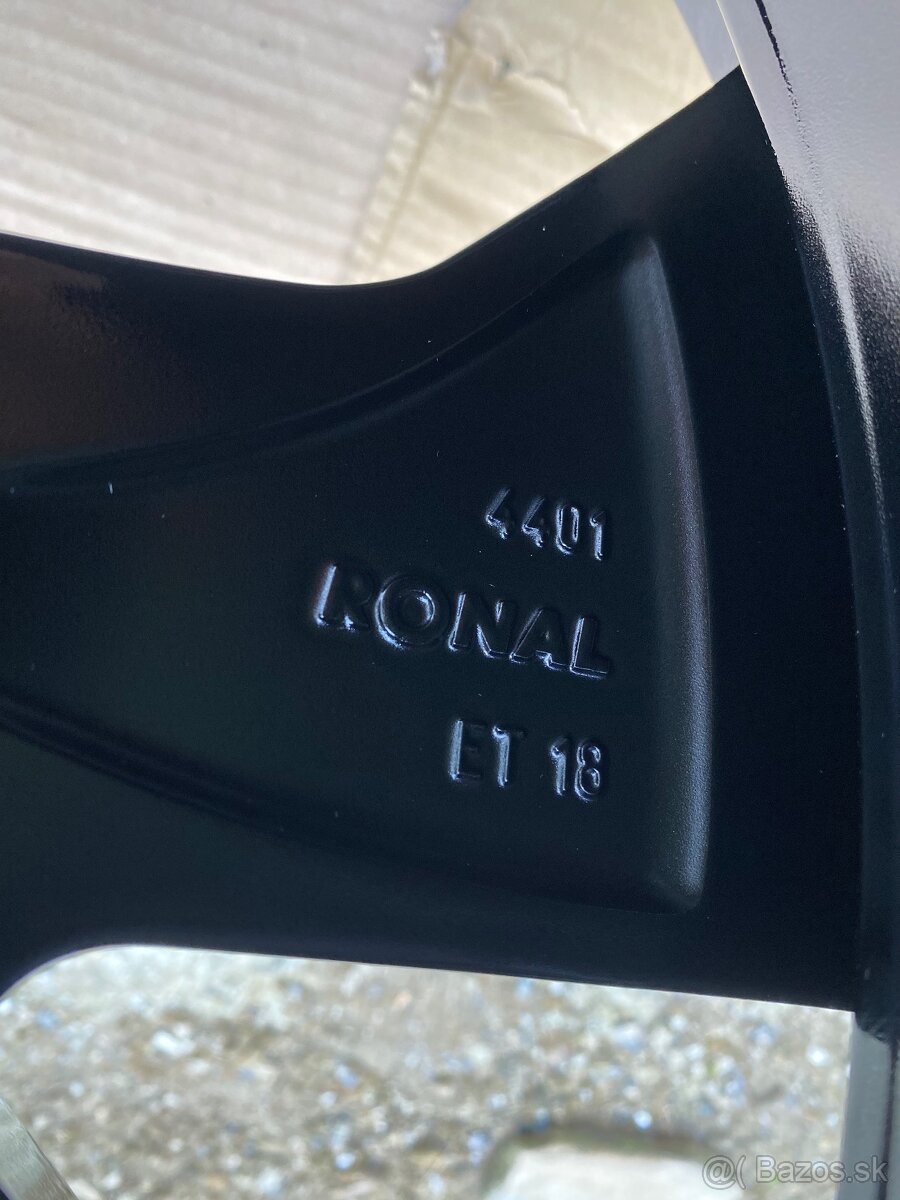 4401
RONAL
ET 18
@( Bazos.sk